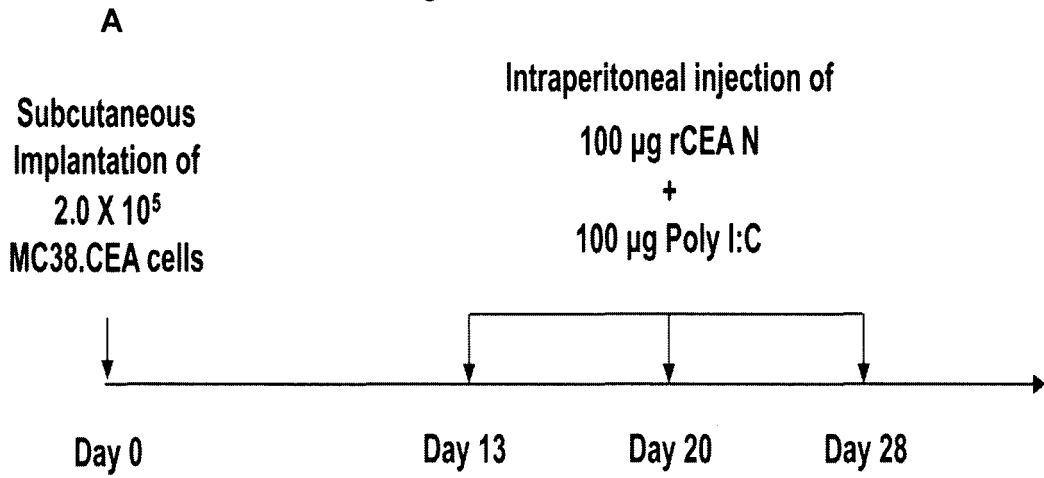 A
Subcutaneous
Implantation of
2.0 X 10⁵
MC38.CEA cells
Intraperitoneal injection of
100 µg rCEA N
+
100 µg Poly I:C
Day 0
Day 13
Day 20
Day 28